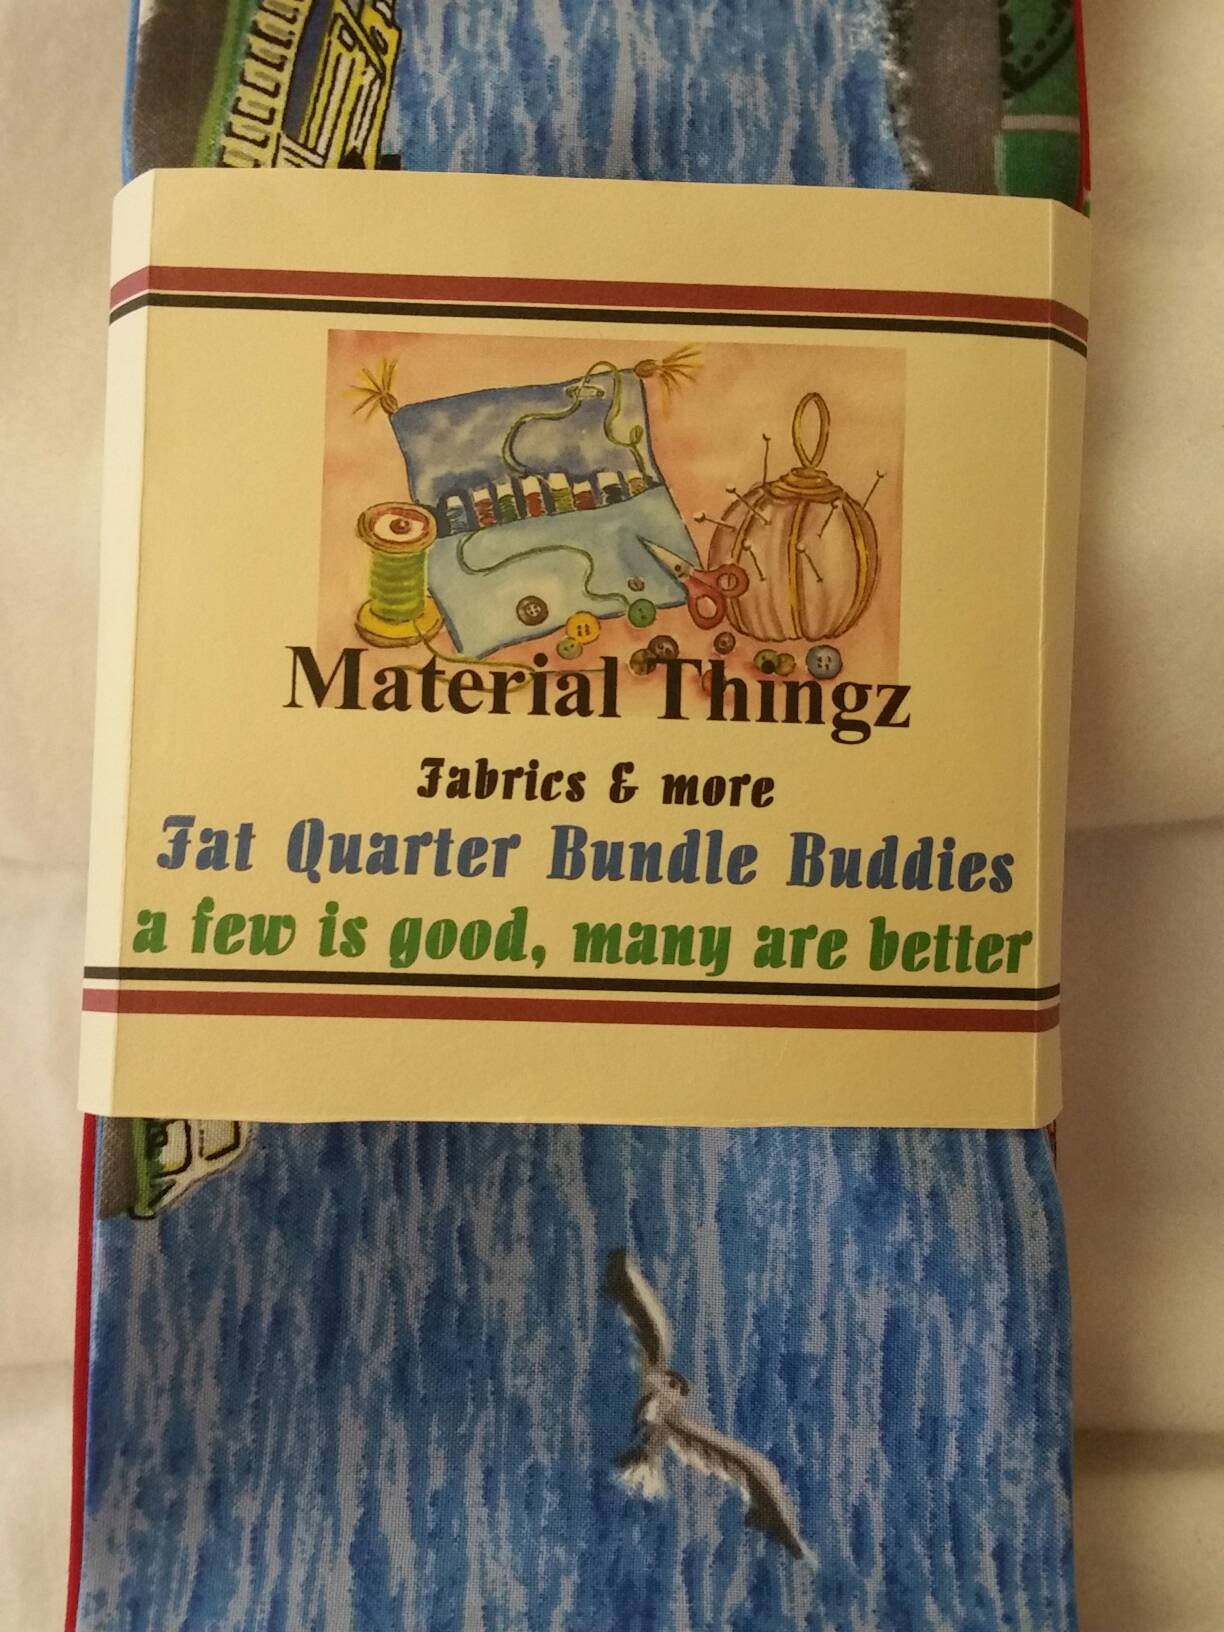 Material Thingz
Fabrics & more
Fat Quarter Bundle Buddies
a few is good, many are better